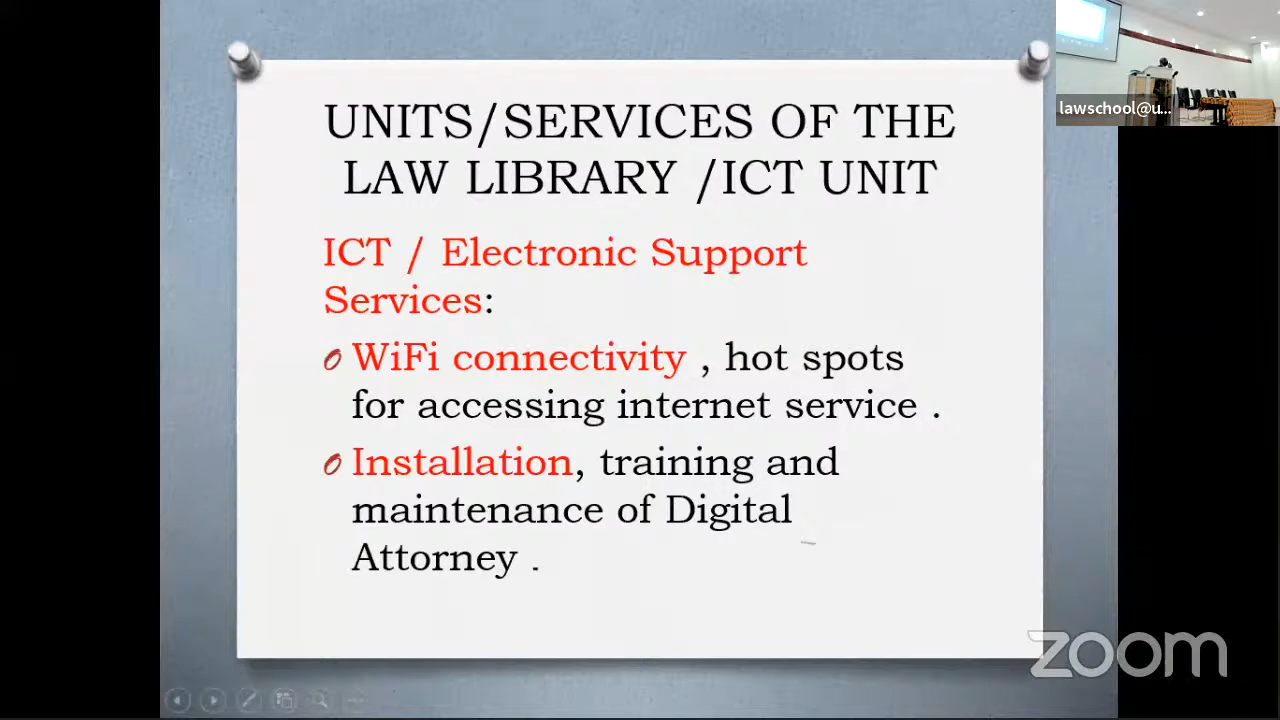 UNITS/SERVICES OF THE
LAW LIBRARY /ICT UNIT
ICT / Electronic Support
Services:
WiFi connectivity , hot spots
for accessing internet service .
Installation, training and
maintenance of Digital
Attorney .
lawschool@u...
zoom